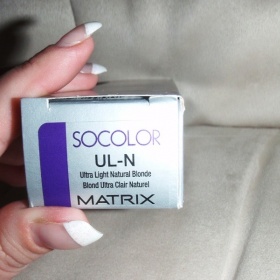 SOCOLOR
UL-N
Ultra Light Natural Blonde
Blond Ultra Clair Naturel
MATRIX